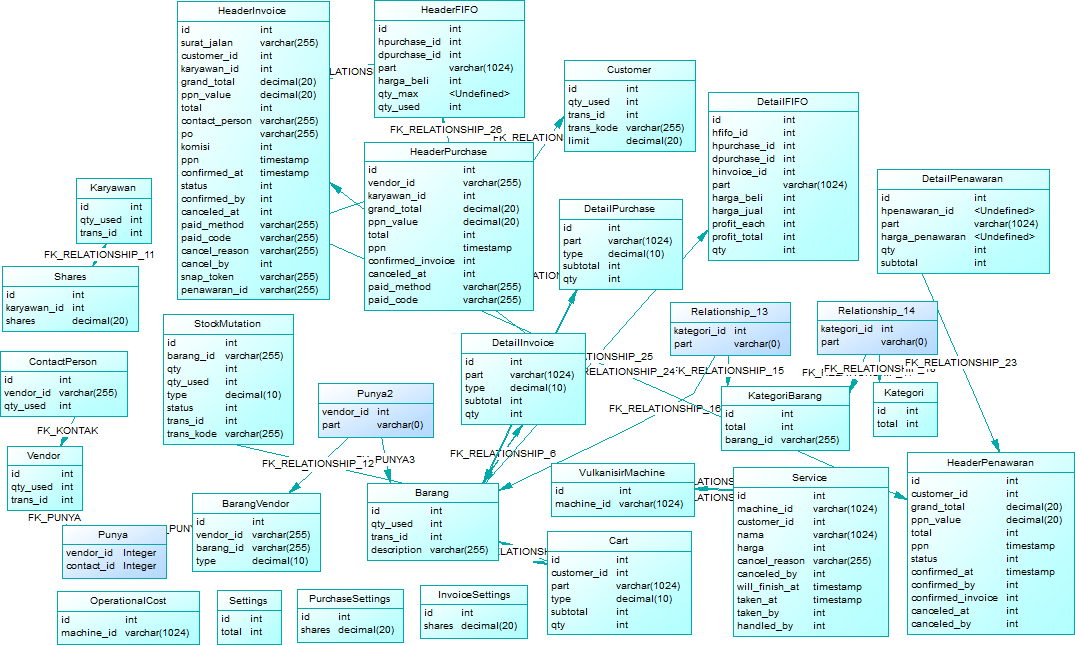 HeaderInvoice
id int
surat_jalan varchar(255)
customer_id int
karyawan_id int
grand_total decimal(20)
ppn_value decimal(20)
total int
contact_person varchar(255)
po varchar(255)
komisi int
ppn timestamp
confirmed_at timestamp
status int
confirmed_by int
canceled_at int
paid_method varchar(255)
paid_code varchar(255)
cancel_reason varchar(255)
cancel_by int
snap_token varchar(255)
penawaran_id varchar(255)
HeaderFIFO
id int
hpurchase_id int
dpurchase_id int
part varchar(1024)
harga_beli int
qty_max <Undefined>
qty_used int
FK_RELATIONSHIP_26
Customer
id int
qty_used int
trans_id int
trans_kode varchar(255)
limit decimal(20)
DetailFIFO
id int
hfifo_id int
hpurchase_id int
dpurchase_id int
hinvoice_id int
part varchar(1024)
harga_beli int
harga_jual int
profit_each int
profit_total int
qty int
HeaderPurchase
id int
vendor_id varchar(255)
karyawan_id int
grand_total decimal(20)
ppn_value decimal(20)
total int
ppn timestamp
confirmed_invoice int
canceled_at int
paid_method varchar(255)
paid_code varchar(255)
DetailPenawaran
id int
hpenawaran_id <Undefined>
part varchar(1024)
harga_penawaran <Undefined>
qty int
subtotal int
Karyawan
id int
qty_used int
trans_id int
FK_RELATIONSHIP_11
DetailPurchase
id int
part varchar(1024)
type decimal(10)
subtotal int
qty int
Shares
id int
karyawan_id int
shares decimal(20)
StockMutation
id int
barang_id varchar(255)
qty int
qty_used int
type decimal(10)
status int
trans_id int
trans_kode varchar(255)
Relationship_13
kategori_id int
part varchar(0)
Relationship_14
kategori_id int
part varchar(0)
DetailInvoice
id int
part varchar(1024)
type decimal(10)
subtotal int
qty int
ContactPerson
id int
vendor_id varchar(255)
qty_used int
FK_KONTAK
FK_RELATIONSHIP_23
FK_RELATIONSHIP_16
Punya2
vendor_id int
part varchar(0)
KategoriBarang
id int
total int
barang_id varchar(255)
Kategori
id int
total int
Vendor
id int
qty_used int
trans_id int
FK_PUNYA
FK_RELATIONSHIP_12
FK_RELATIONSHIP_6
HeaderPenawaran
id int
customer_id int
grand_total decimal(20)
ppn_value decimal(20)
total int
ppn timestamp
status int
confirmed_at timestamp
confirmed_by int
confirmed_invoice int
canceled_at int
canceled_by int
VulkanisirMachine
id int
machine_id varchar(1024)
Service
id int
machine_id varchar(1024)
customer_id int
nama varchar(1024)
harga int
cancel_reason varchar(255)
canceled_by int
will_finish_at timestamp
taken_at timestamp
taken_by int
handled_by int
Barang
id int
qty_used int
trans_id int
description varchar(255)
BarangVendor
id int
vendor_id varchar(255)
barang_id varchar(255)
type decimal(10)
Punya
vendor_id Integer
contact_id Integer
Cart
id int
customer_id int
part varchar(1024)
type decimal(10)
subtotal int
qty int
OperationalCost
id int
machine_id varchar(1024)
Settings
id int
total int
PurchaseSettings
id int
shares decimal(20)
InvoiceSettings
id int
shares decimal(20)